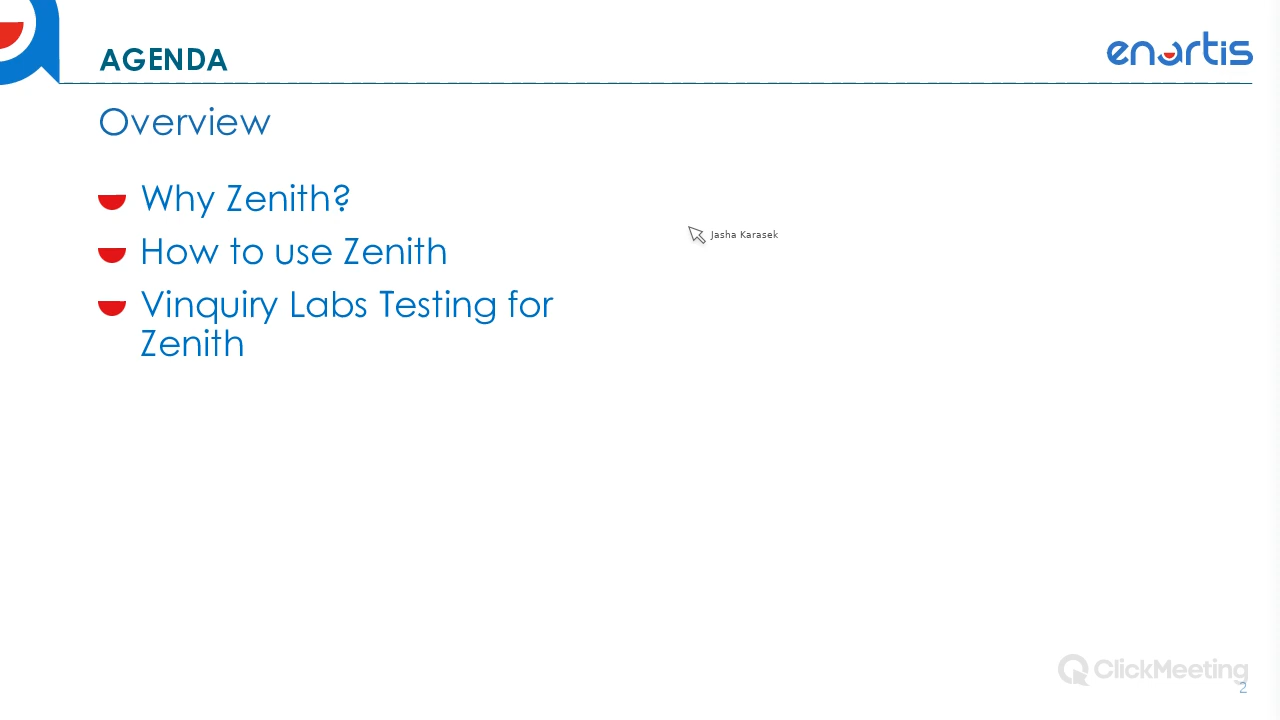 AGENDA
enartis
Overview
Why Zenith?
How to use Zenith
Vinquiry Labs Testing for
Zenith
Jasha Karasek
ClickMeeting
2